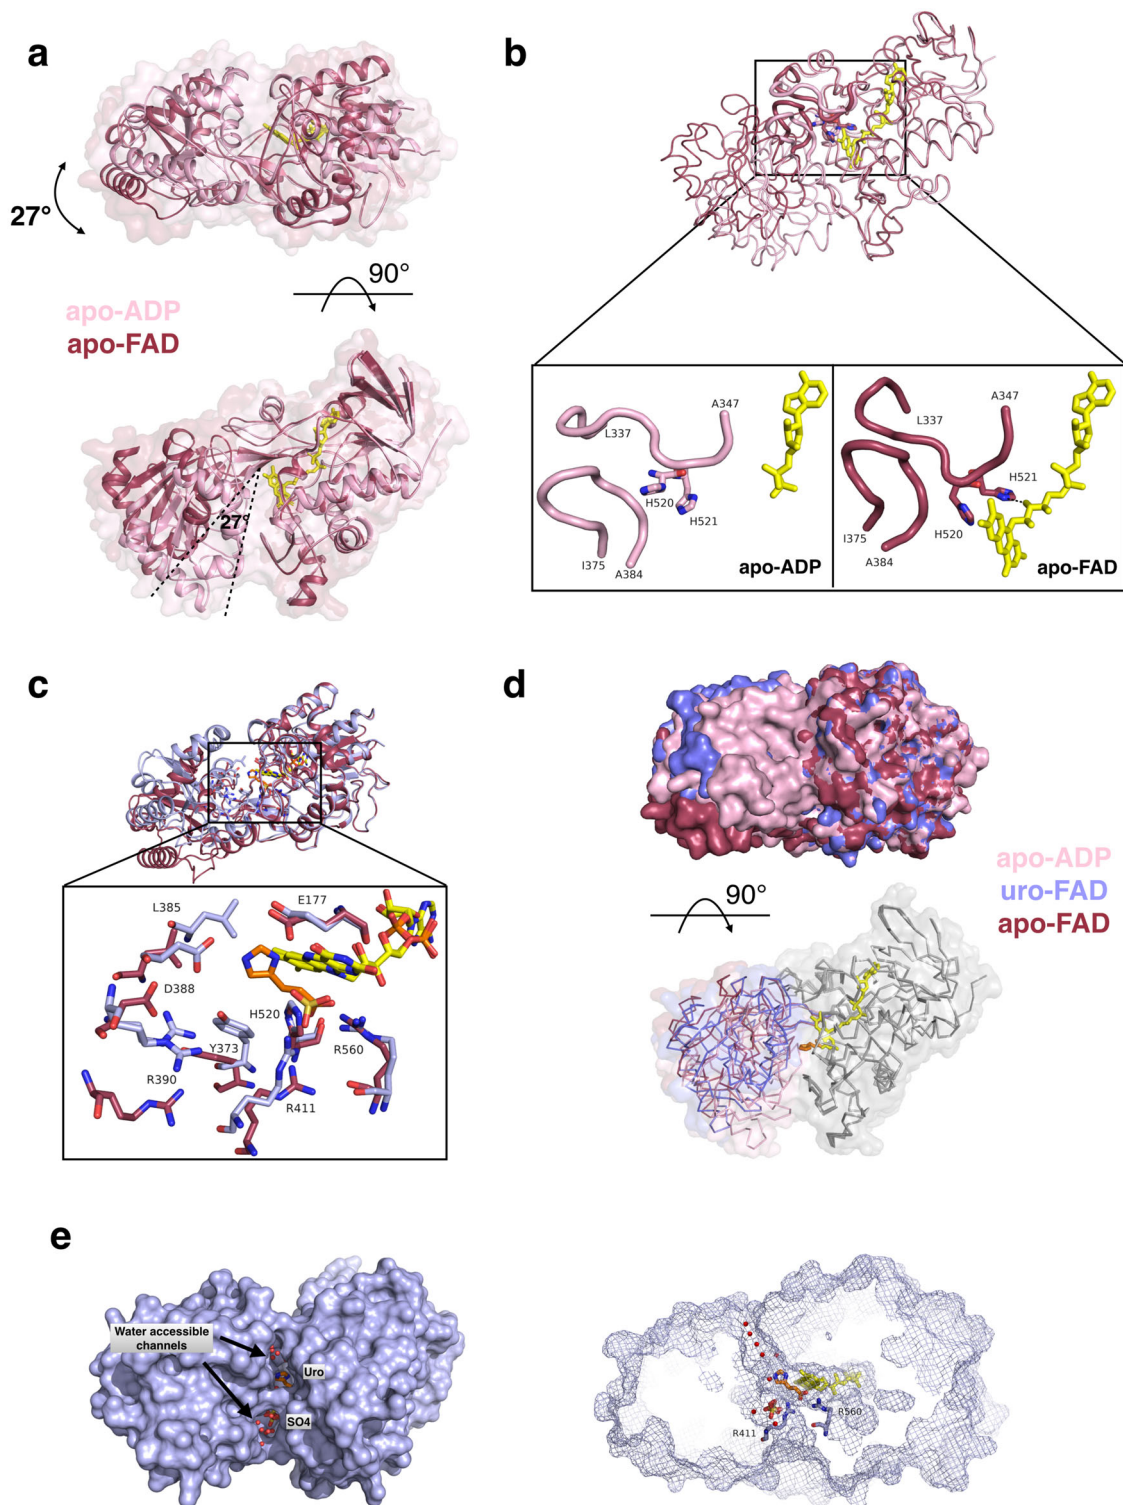 a
27°
90°
apo-ADP
apo-FAD
27°
b
A347
L337
H520
H521
I375
A384
apo-ADP
A347
L337
H521
H520
I375
A384
apo-FAD
c
L385
E177
D388
H520
Y373
R560
R390
R411
d
apo-ADP
90°
uro-FAD
apo-FAD
e
Water accessible
channels
Uro
SO4
R560
R411